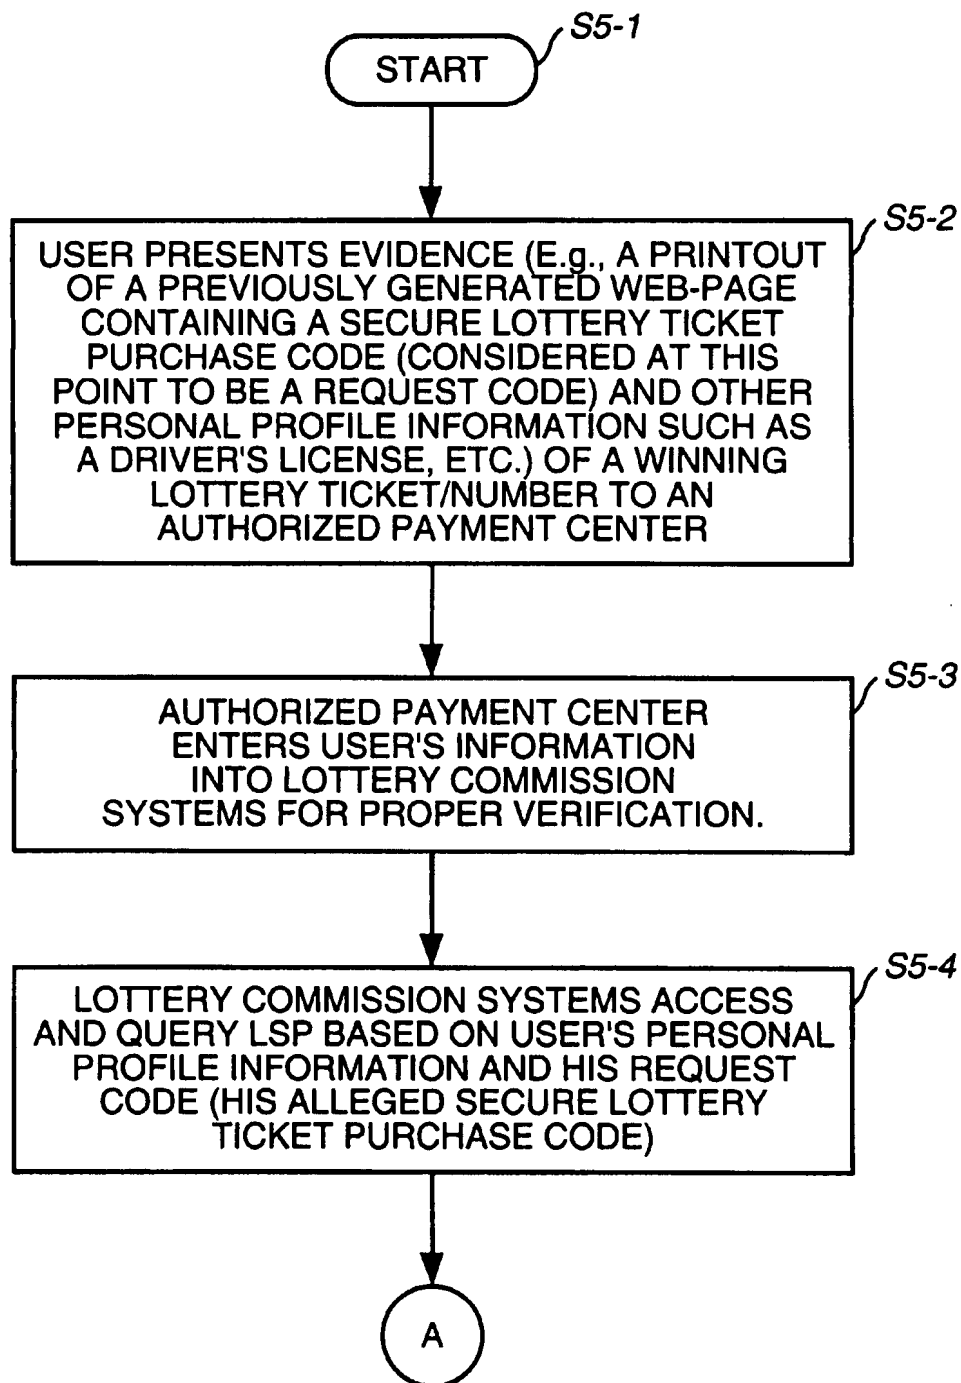 S5-1
START
S5-2
USER PRESENTS EVIDENCE (E.g., A PRINTOUT
OF A PREVIOUSLY GENERATED WEB-PAGE
CONTAINING A SECURE LOTTERY TICKET
PURCHASE CODE (CONSIDERED AT THIS
POINT TO BE A REQUEST CODE) AND OTHER
PERSONAL PROFILE INFORMATION SUCH AS
A DRIVER'S LICENSE, ETC.) OF A WINNING
LOTTERY TICKET/NUMBER TO AN
AUTHORIZED PAYMENT CENTER
S5-3
AUTHORIZED PAYMENT CENTER
ENTERS USER'S INFORMATION
INTO LOTTERY COMMISSION
SYSTEMS FOR PROPER VERIFICATION.
S5-4
LOTTERY COMMISSION SYSTEMS ACCESS
AND QUERY LSP BASED ON USER'S PERSONAL
PROFILE INFORMATION AND HIS REQUEST
CODE (HIS ALLEGED SECURE LOTTERY
TICKET PURCHASE CODE)
A